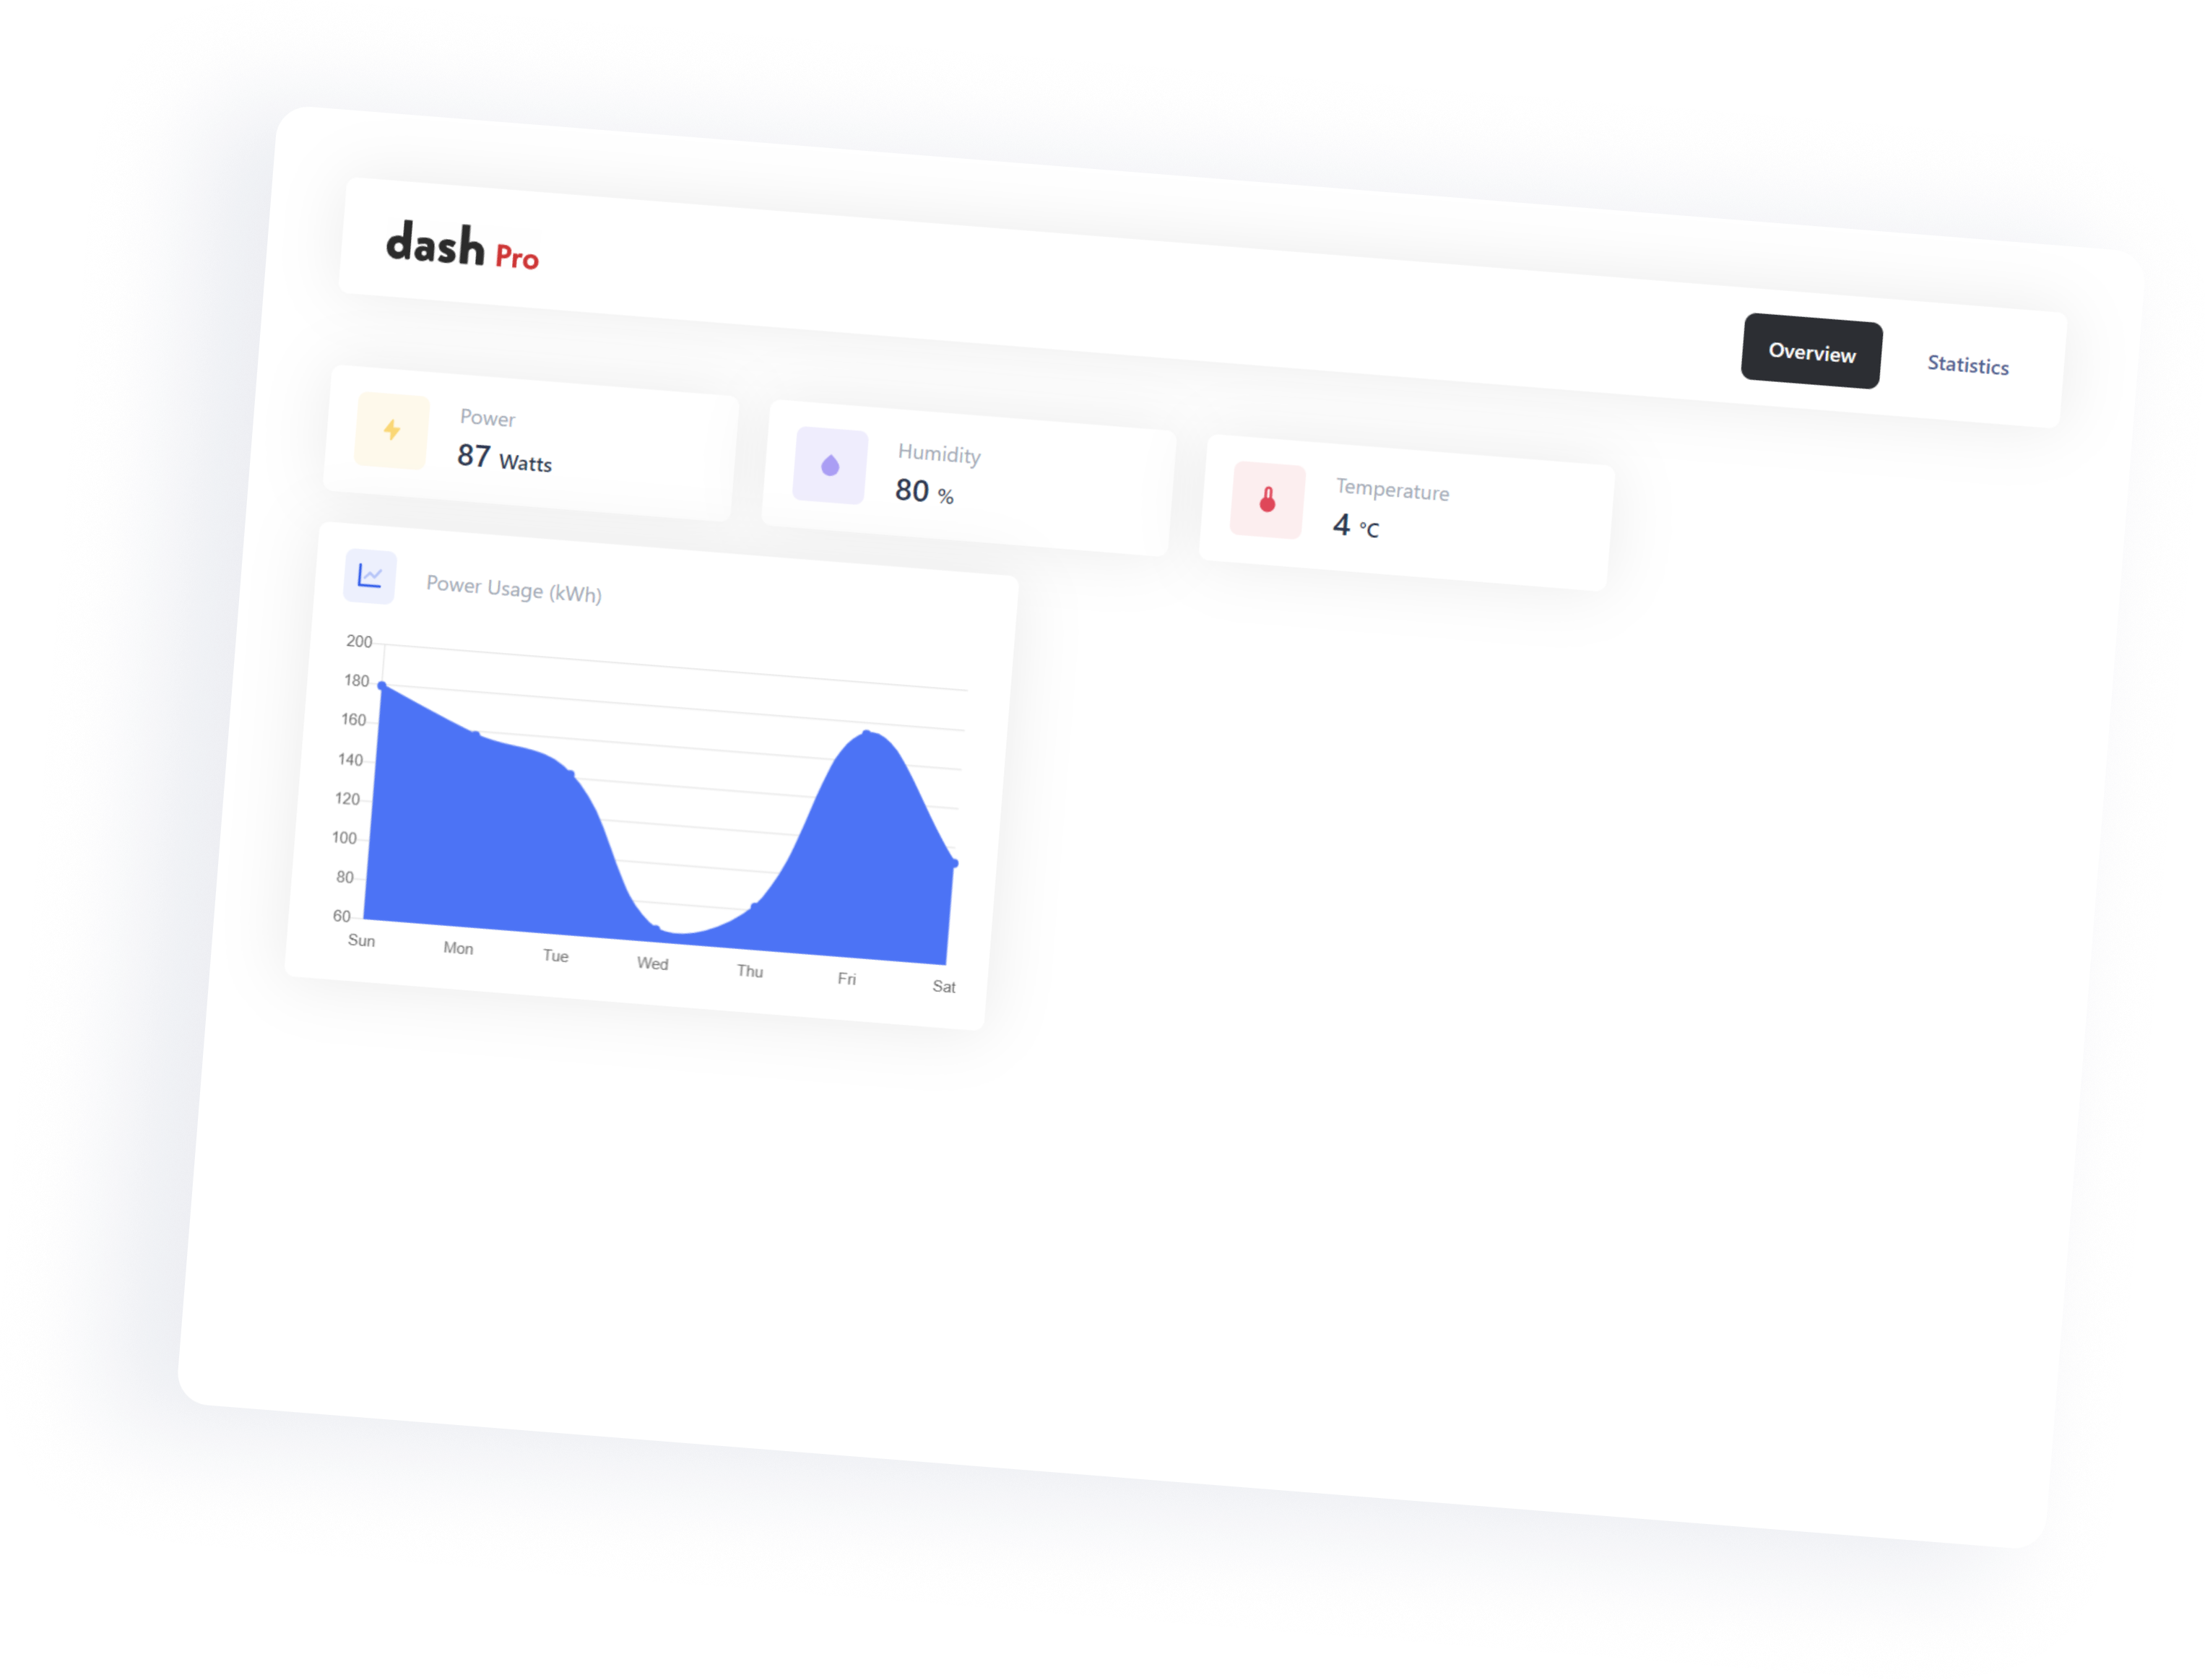 dash Pro
Overview
Statistics
Power
87 Watts
Humidity
80 %
Temperature
4 °C
Power Usage (kWh)
200
180
160
140
120
100
80
60
Sun Mon Tue Wed Thu Fri Sat